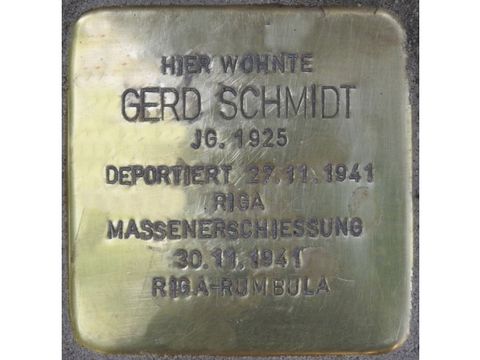 HIER WOHNTE
GERD SCHMIDT
JG. 1925
DEPORTIERT 27.11.1941
RIGA
MASSENERSCHIESSUNG
30.11.1941
RIGA-RUMBULA